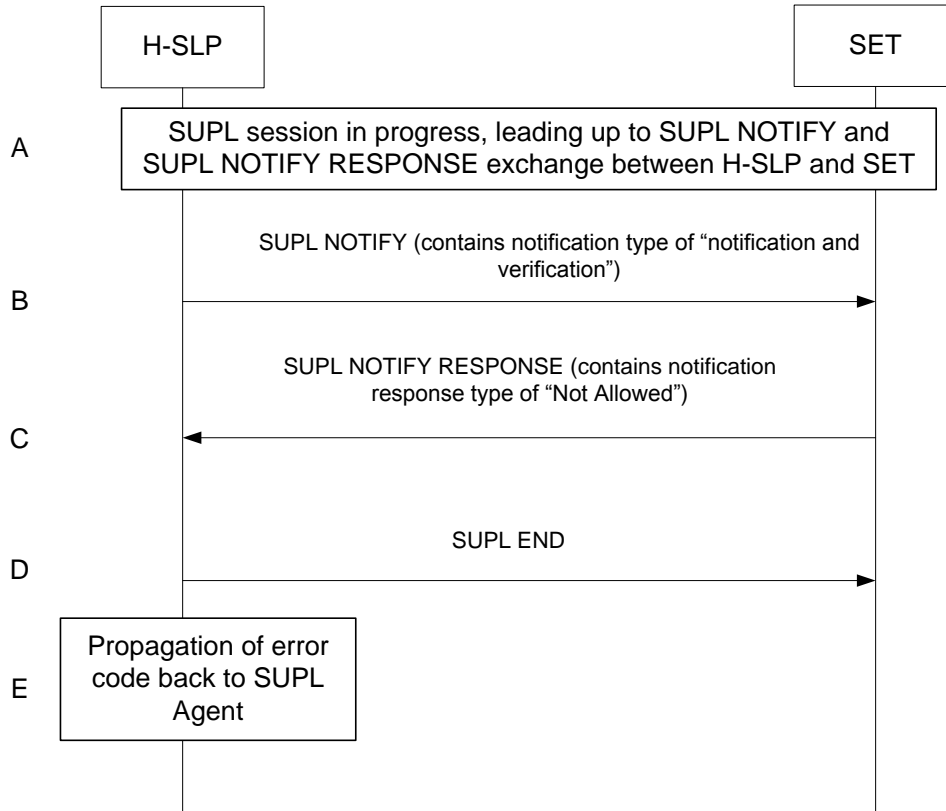 H-SLP
SET
A
SUPL session in progress, leading up to SUPL NOTIFY and
SUPL NOTIFY RESPONSE exchange between H-SLP and SET
SUPL NOTIFY (contains notification type of “notification and
verification”)
B
SUPL NOTIFY RESPONSE (contains notification
response type of “Not Allowed”)
C
SUPL END
D
Propagation of error
code back to SUPL
Agent
E